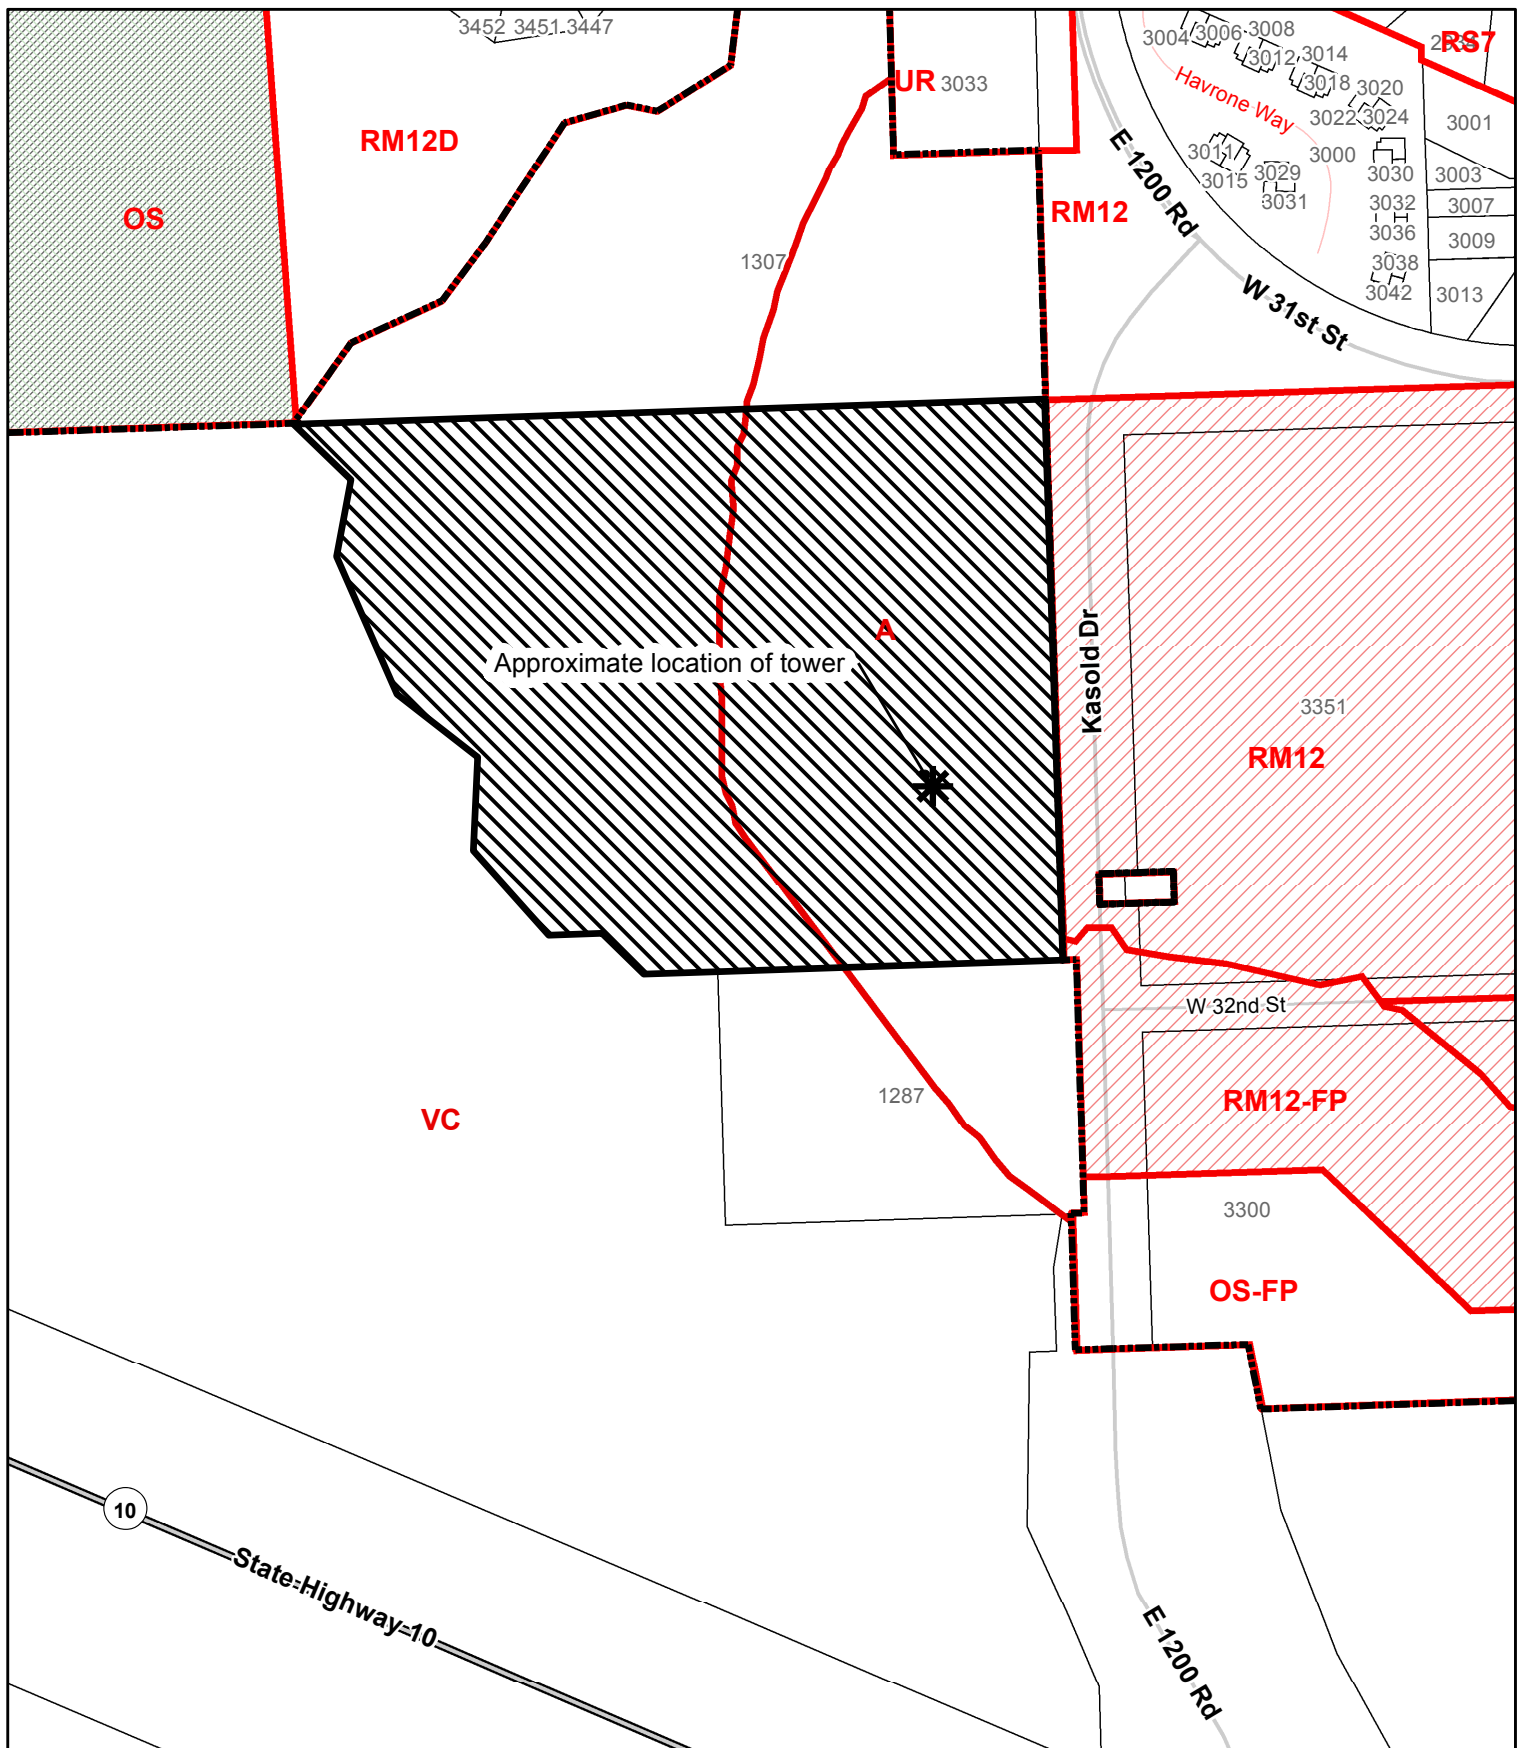 3452 3451 3447
3004 3006 3008
3012 3014
3018 3020
3022 3024
RS7
UR 3033
Havrone Way
3001
RM12D
E 1200 Rd
3011
3000
3015 3029
3030 3003
3031
3032 3007
OS
RM12
3036
3009
1307
3038
W 31st St
3042 3013
A
Approximate location of tower
Kasold Dr
3351
RM12
W 32nd St
1287
RM12-FP
VC
3300
OS-FP
10
State Highway 10
E 1200 Rd